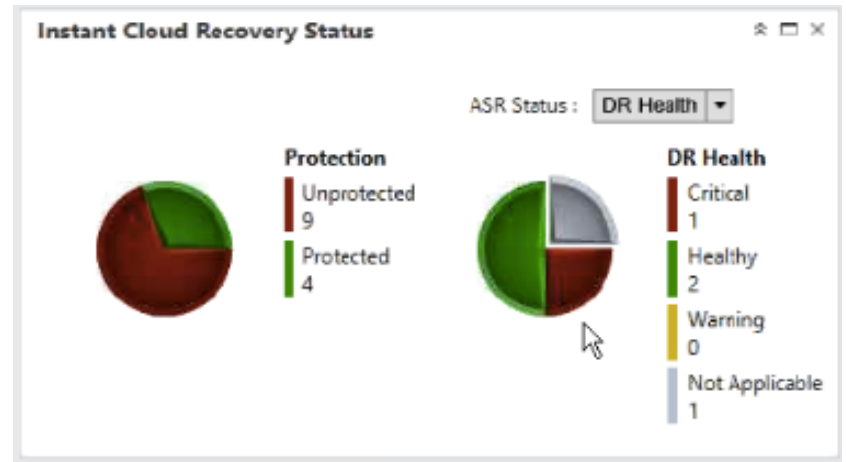 Instant Cloud Recovery Status
ASR Status : DR Health
Protection
Unprotected
9
Protected
4
DR Health
Critical
1
Healthy
2
Warning
0
Not Applicable
1